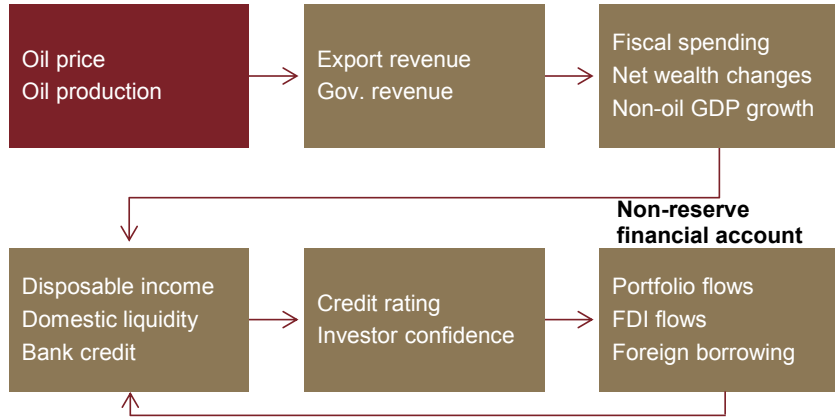 Oil price
Oil production
Export revenue
Gov. revenue
Fiscal spending
Net wealth changes
Non-oil GDP growth
Non-reserve
financial account
Disposable income
Domestic liquidity
Bank credit
Credit rating
Investor confidence
Portfolio flows
FDI flows
Foreign borrowing